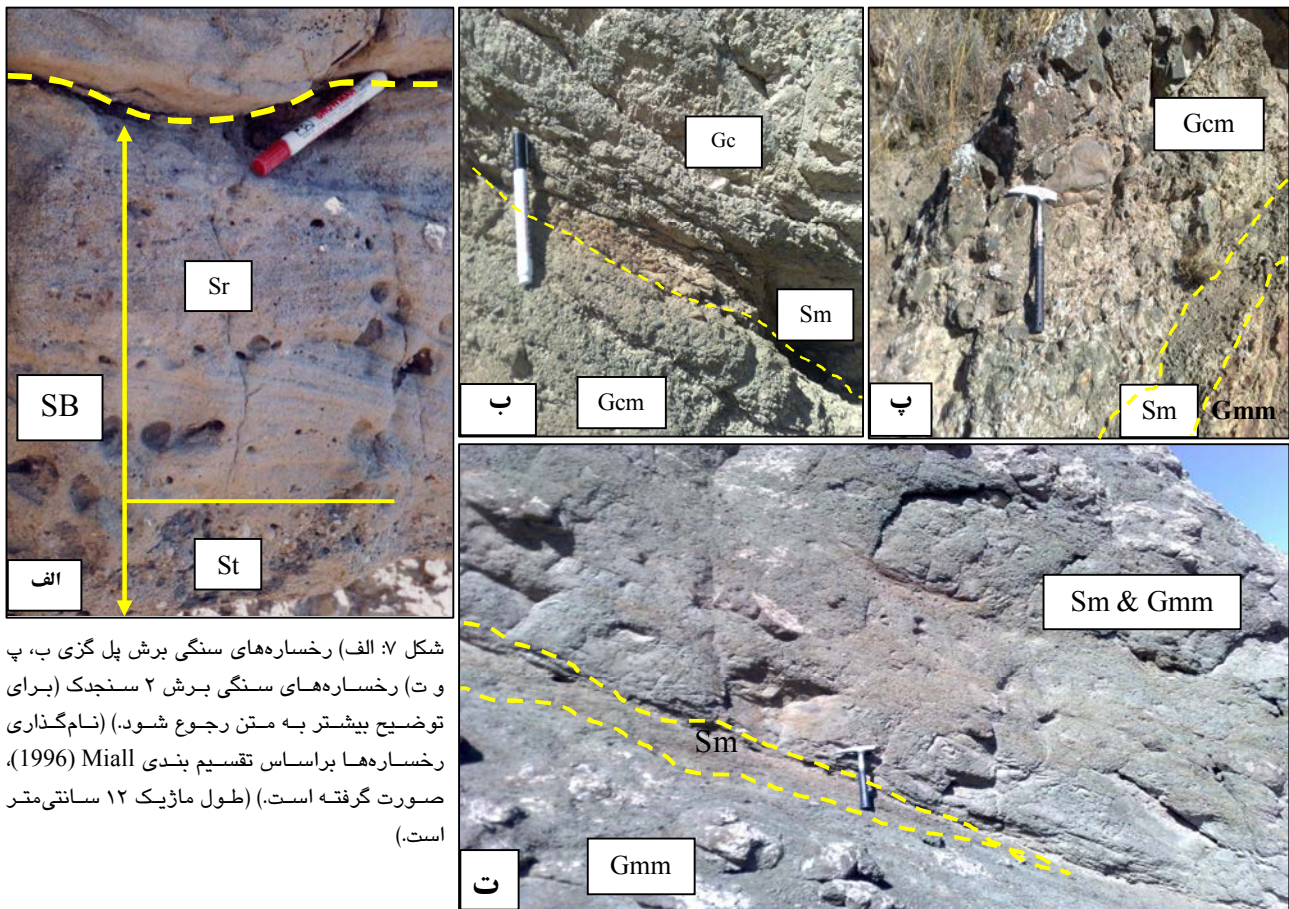 Sr
SB
St
الف
Gc
Sm
Gcm
ب
Gcm
Sm
Gmm
پ
Sm & Gmm
Sm
Gmm
ت
شکل ۷: الف) رخساره‌های سنگی برش پل گزی ب، پ
و ت) رخساره‌های سنگی برش ۲ سنجدک (برای
توضیح بیشتر به متن رجوع شود.) (نام‌گذاری
رخساره‌ها براساس تقسیم بندی Miall (1996)،
صورت گرفته است.) (طول ماژیک ۱۲ سانتی‌متر
است.)